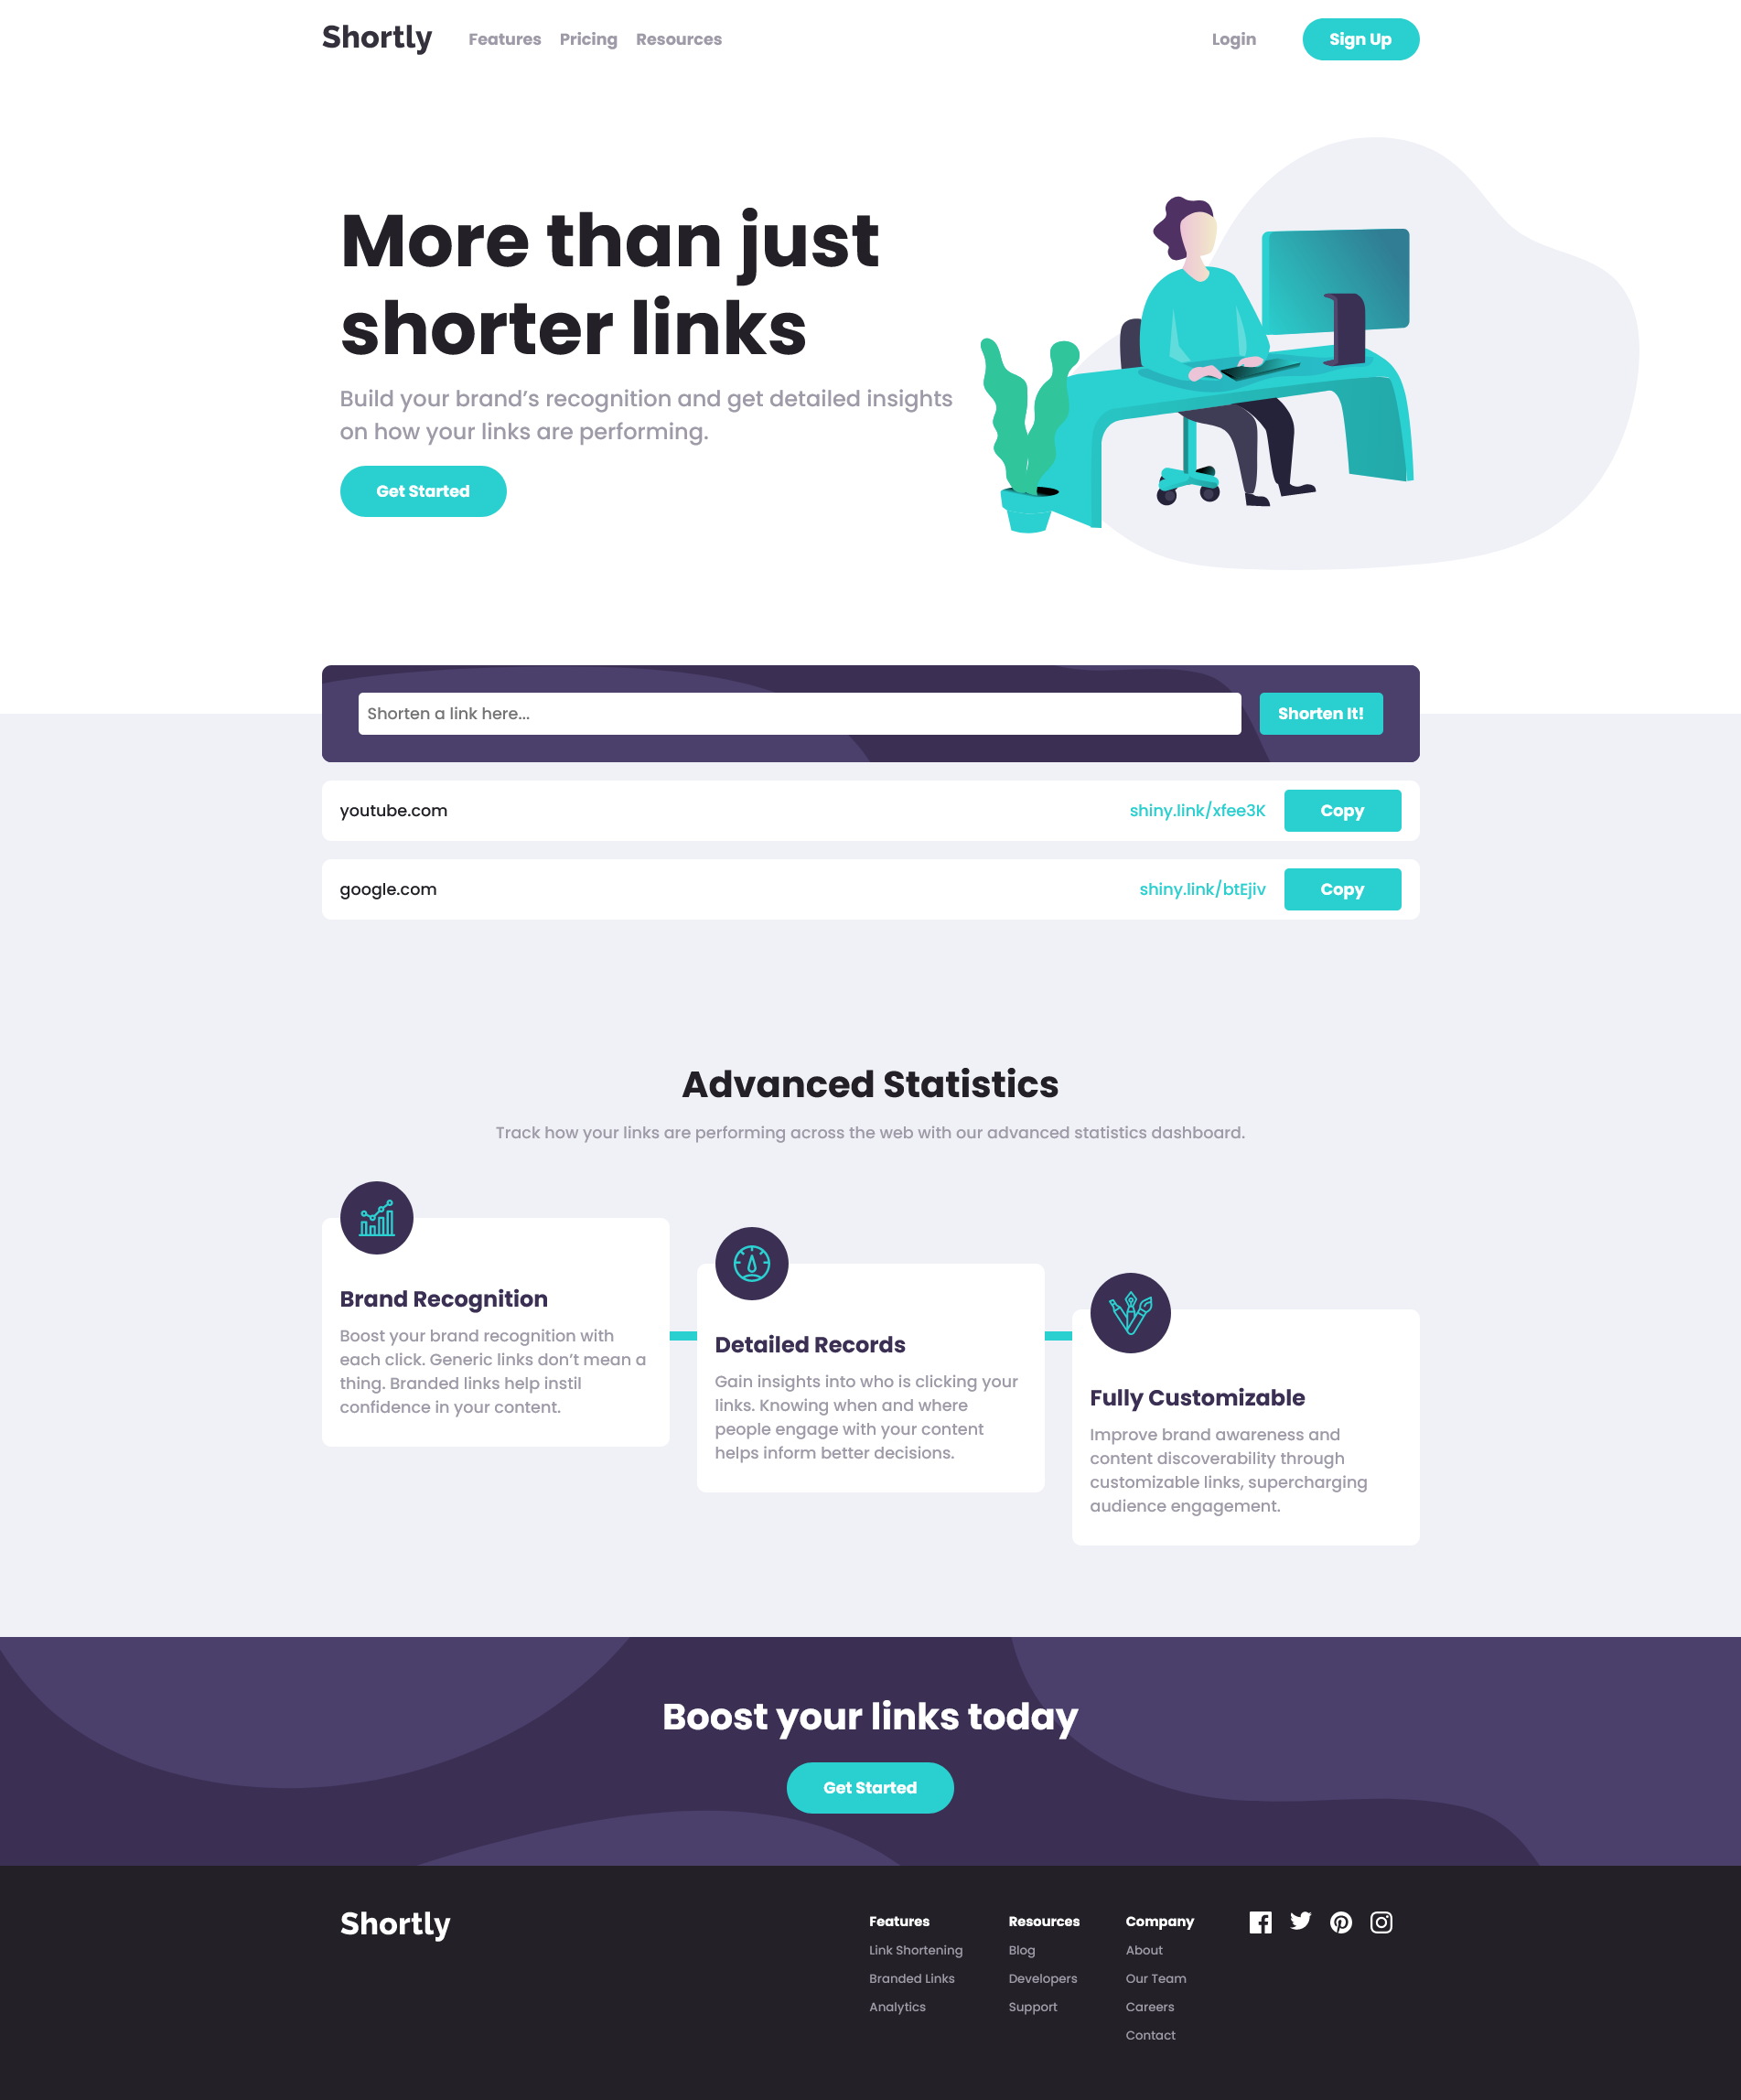 Shortly
Features
Pricing
Resources
Login
Sign Up
More than just
shorter links
Build your brand’s recognition and get detailed insights
on how your links are performing.
Get Started
Shorten a link here...
Shorten It!
youtube.com
shiny.link/xfee3K
Copy
google.com
shiny.link/btEjiv
Copy
Advanced Statistics
Track how your links are performing across the web with our advanced statistics dashboard.
Brand Recognition
Boost your brand recognition with
each click. Generic links don’t mean a
thing. Branded links help instil
confidence in your content.
Detailed Records
Gain insights into who is clicking your
links. Knowing when and where
people engage with your content
helps inform better decisions.
Fully Customizable
Improve brand awareness and
content discoverability through
customizable links, supercharging
audience engagement.
Boost your links today
Get Started
Shortly
Features
Link Shortening
Branded Links
Analytics
Resources
Blog
Developers
Support
Company
About
Our Team
Careers
Contact